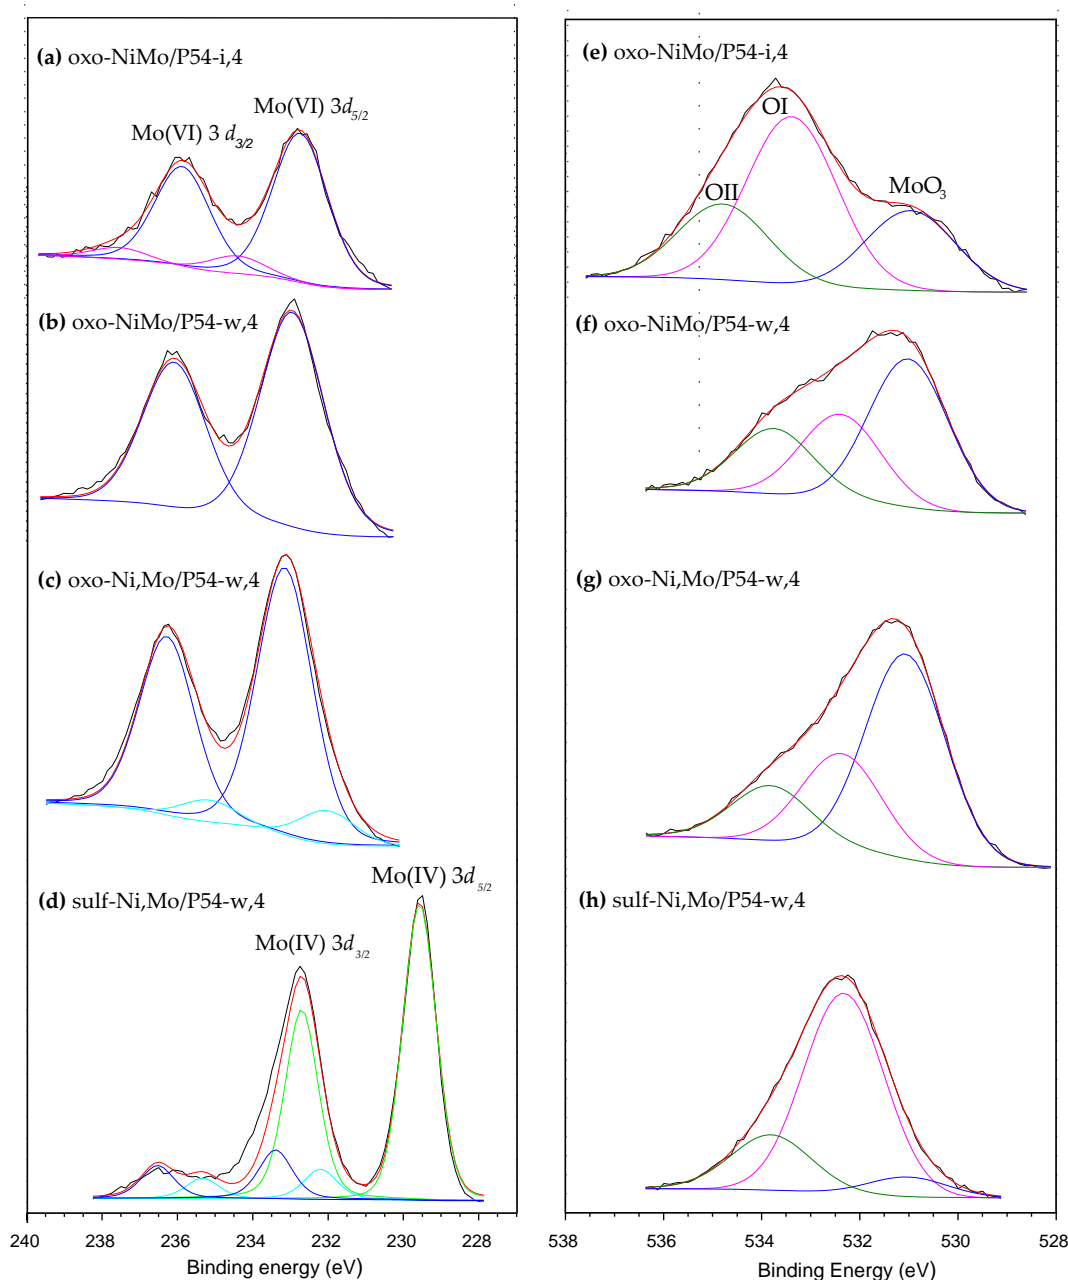 (a) oxo-NiMo/P54-i,4
Mo(VI) 3 d3/2
Mo(VI) 3d5/2
(b) oxo-NiMo/P54-w,4
(c) oxo-Ni,Mo/P54-w,4
(d) sulf-Ni,Mo/P54-w,4
Mo(IV) 3d3/2
Mo(IV) 3d5/2
240 238 236 234 232 230 228
Binding energy (eV)
(e) oxo-NiMo/P54-i,4
OI
OII
MoO3
(f) oxo-NiMo/P54-w,4
(g) oxo-Ni,Mo/P54-w,4
(h) sulf-Ni,Mo/P54-w,4
538 536 534 532 530 528
Binding Energy (eV)